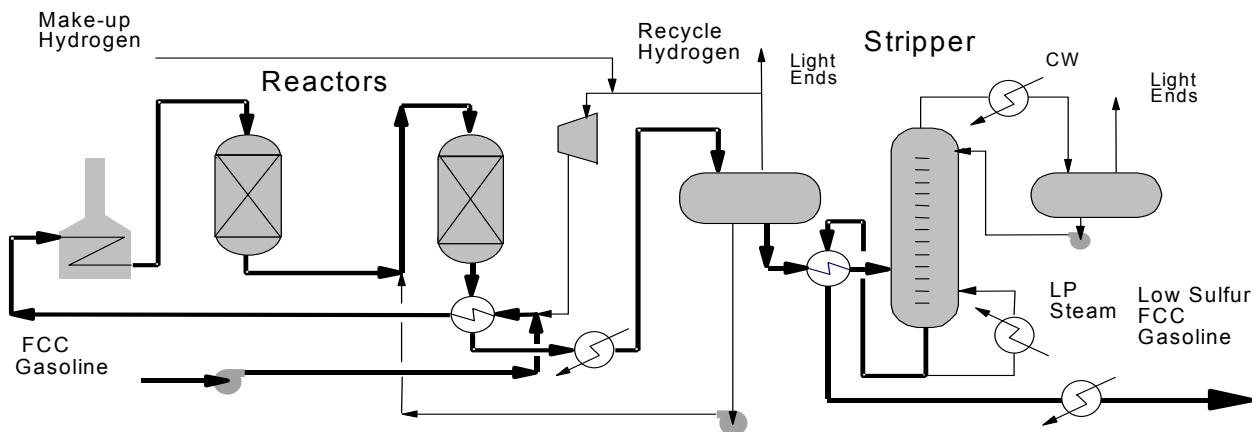 Make-up
Hydrogen
Reactors
Recycle
Hydrogen
Light
Ends
Stripper
CW
Light
Ends
FCC
Gasoline
LP
Steam
Low Sulfur
FCC
Gasoline